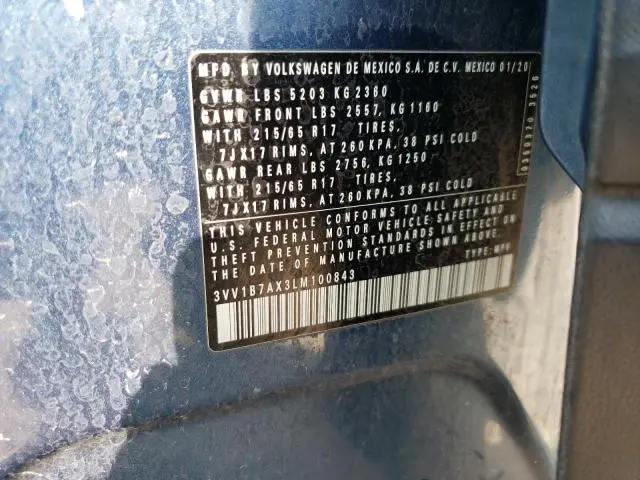 MFD BY VOLKSWAGEN DE MEXICO S.A. DE C.V. MEXICO 01/20
GVWR LBS 5203 KG 2360
GAWR FRONT LBS 2557, KG 1160
WITH 215/65 R17 TIRES,
7JX17 RIMS, AT 260 KPA, 38 PSI COLD
GAWR REAR LBS 2756, KG 1250
WITH 215/65 R17 TIRES,
7JX17 RIMS, AT 260 KPA, 38 PSI COLD
THIS VEHICLE CONFORMS TO ALL APPLICABLE
U.S. FEDERAL MOTOR VEHICLE SAFETY AND
THEFT PREVENTION STANDARDS IN EFFECT ON
THE DATE OF MANUFACTURE SHOWN ABOVE.
3VV1B7AX3LM100843 TYPE: MPV
0360370 3526